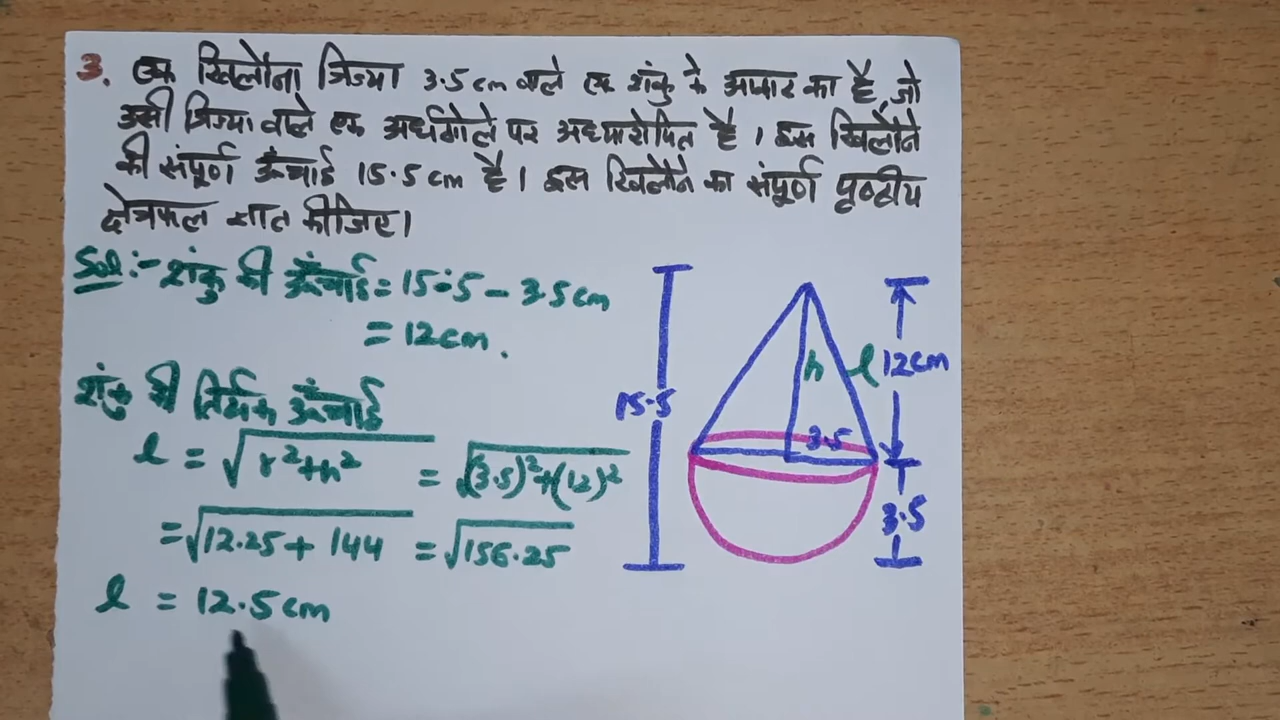 3. एक खिलौना त्रिज्या 3.5 cm वाले एक शंकु के आकार का है, जो
उसी त्रिज्या वाले एक अर्धगोले पर अध्यारोपित है। इस खिलौने
की संपूर्ण ऊँचाई 15.5 cm है। इस खिलौने का संपूर्ण पृष्ठीय
क्षेत्रफल ज्ञात कीजिए।
Sol:- शंकु की ऊँचाई = 15.5 - 3.5 cm
= 12 cm.
शंकु की तिर्यक ऊँचाई
l = √r²+h² = √(3.5)²+(12)²
= √12.25 + 144 = √156.25
l = 12.5 cm
15.5
h
l
12 cm
3.5
3.5